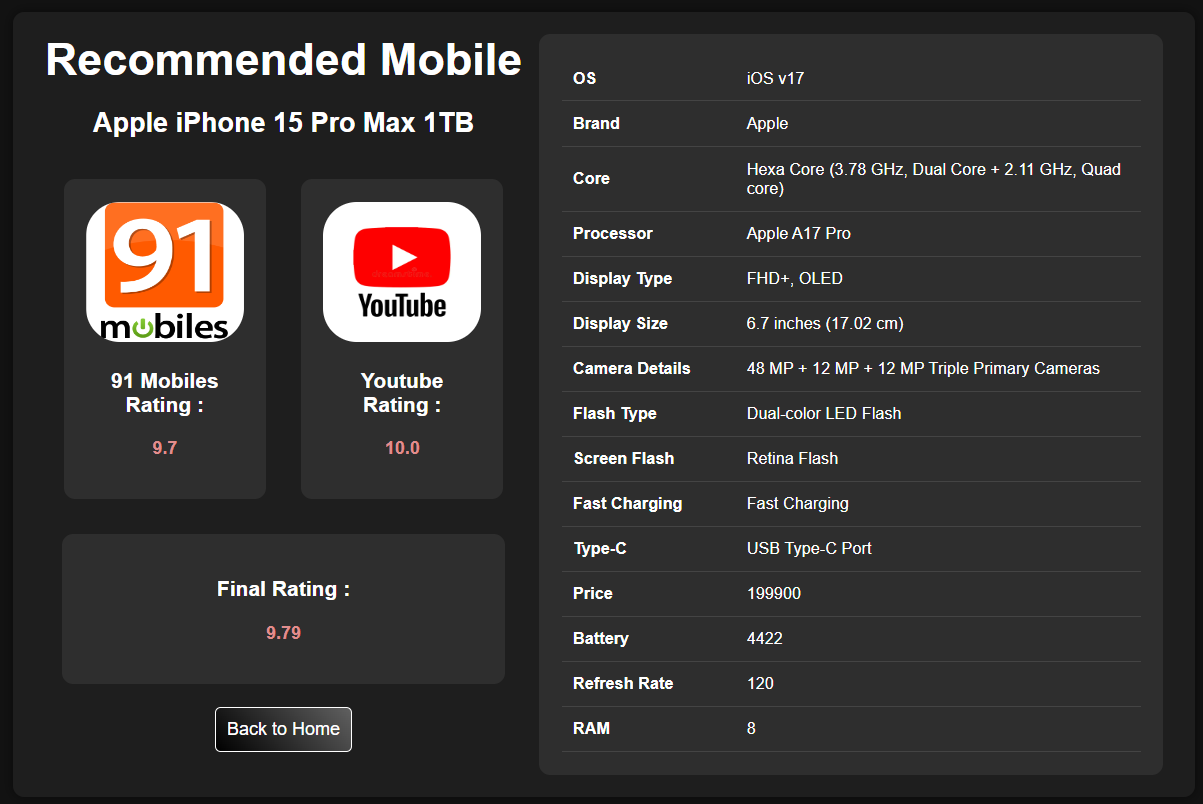 Recommended Mobile
Apple iPhone 15 Pro Max 1TB
91
mobiles
91 Mobiles
Rating :
9.7
YouTube
Youtube
Rating :
10.0
Final Rating :
9.79
Back to Home
OS iOS v17
Brand Apple
Core Hexa Core (3.78 GHz, Dual Core + 2.11 GHz, Quad
core)
Processor Apple A17 Pro
Display Type FHD+, OLED
Display Size 6.7 inches (17.02 cm)
Camera Details 48 MP + 12 MP + 12 MP Triple Primary Cameras
Flash Type Dual-color LED Flash
Screen Flash Retina Flash
Fast Charging Fast Charging
Type-C USB Type-C Port
Price 199900
Battery 4422
Refresh Rate 120
RAM 8